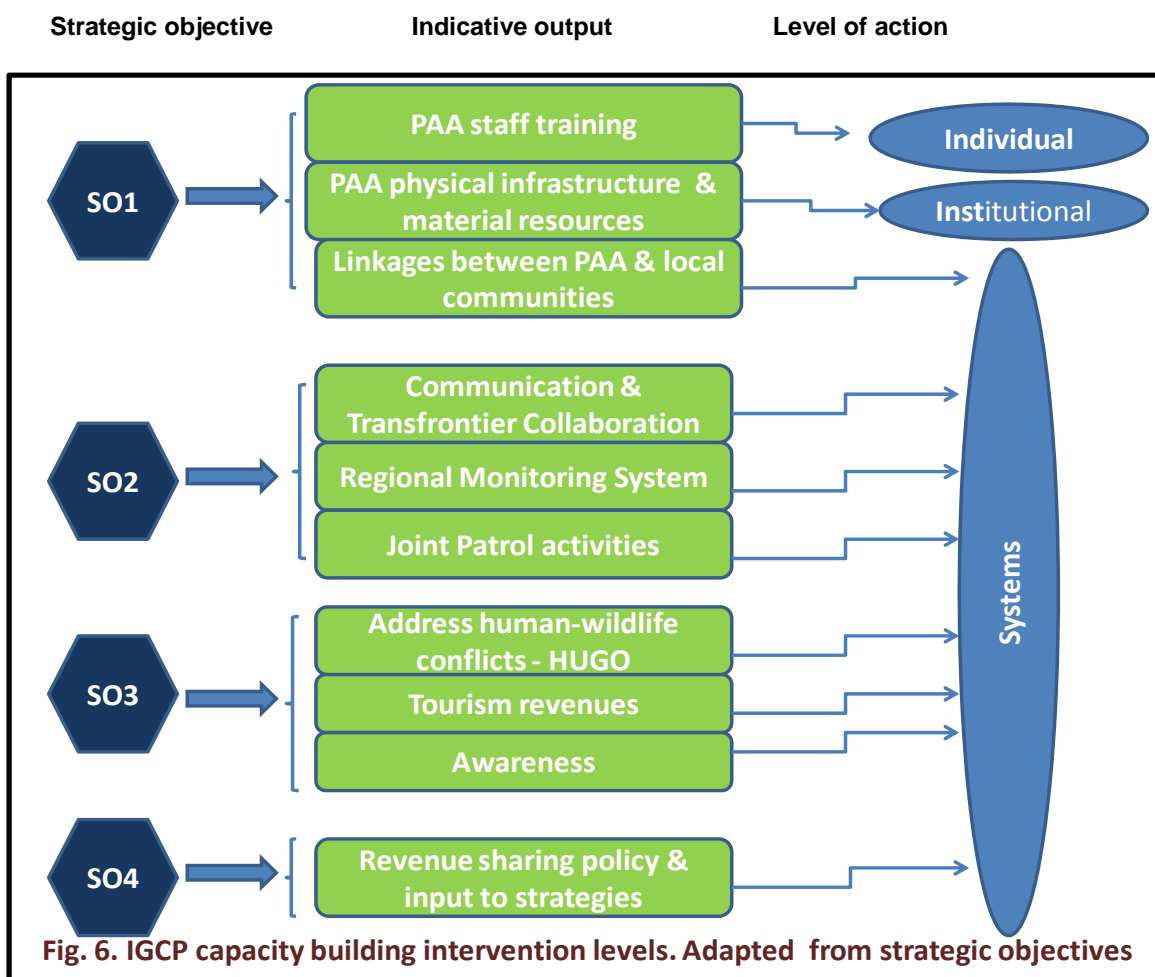 Strategic objective
Indicative output
Level of action
SO1
PAA staff training
PAA physical infrastructure &
material resources
Linkages between PAA & local
communities
Individual
Institutional
SO2
Communication &
Transfrontier Collaboration
Regional Monitoring System
Joint Patrol activities
Systems
SO3
Address human-wildlife
conflicts - HUGO
Tourism revenues
Awareness
SO4
Revenue sharing policy &
input to strategies
Fig. 6. IGCP capacity building intervention levels. Adapted from strategic objectives